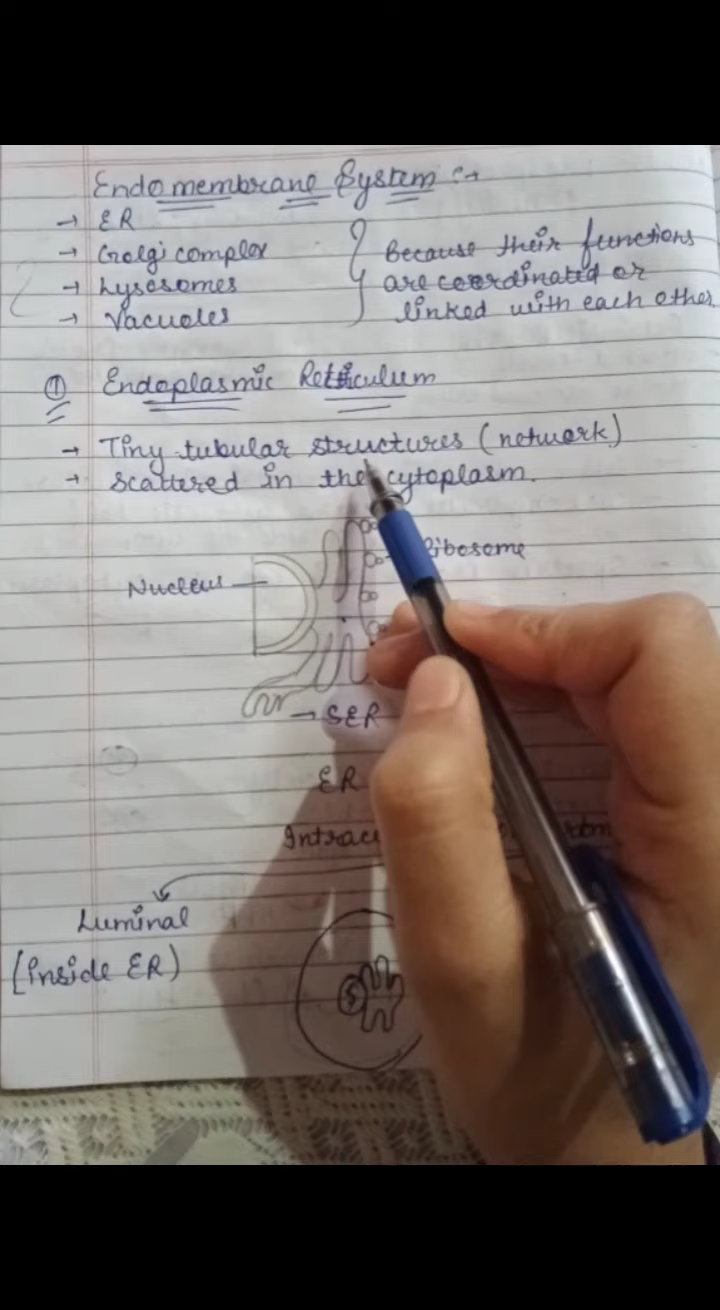 Endomembrane System :→
→ ER
→ Golgi complex
→ Lysosomes
→ Vacuoles
Because their functions
are coordinated or
linked with each other
① Endoplasmic Reticulum
→ Tiny tubular structures (network)
→ Scattered in the cytoplasm.
Ribosome
Nucleus
→ SER
ER
Luminal
[inside ER)